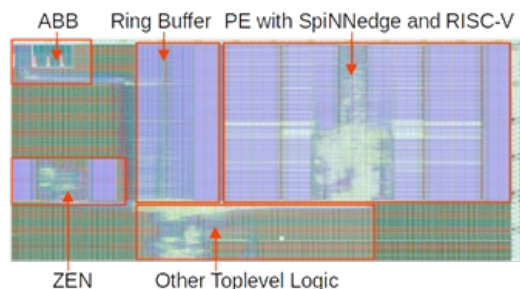 ABB
Ring Buffer
PE with SpiNNedge and RISC-V
ZEN
Other Toplevel Logic